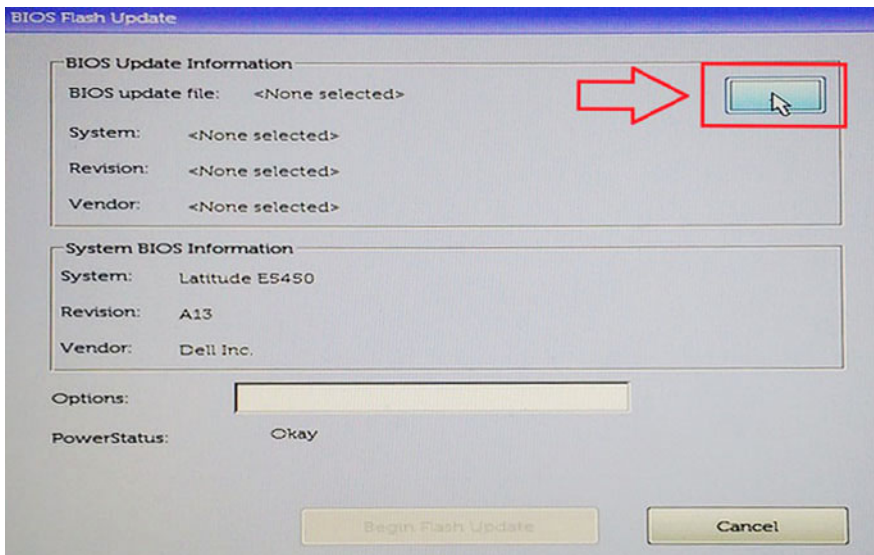 BIOS Flash Update
BIOS Update Information
BIOS update file: <None selected>
System: <None selected>
Revision: <None selected>
Vendor: <None selected>
System BIOS Information
System: Latitude E5450
Revision: A13
Vendor: Dell Inc.
Options:
PowerStatus: Okay
Begin Flash Update
Cancel